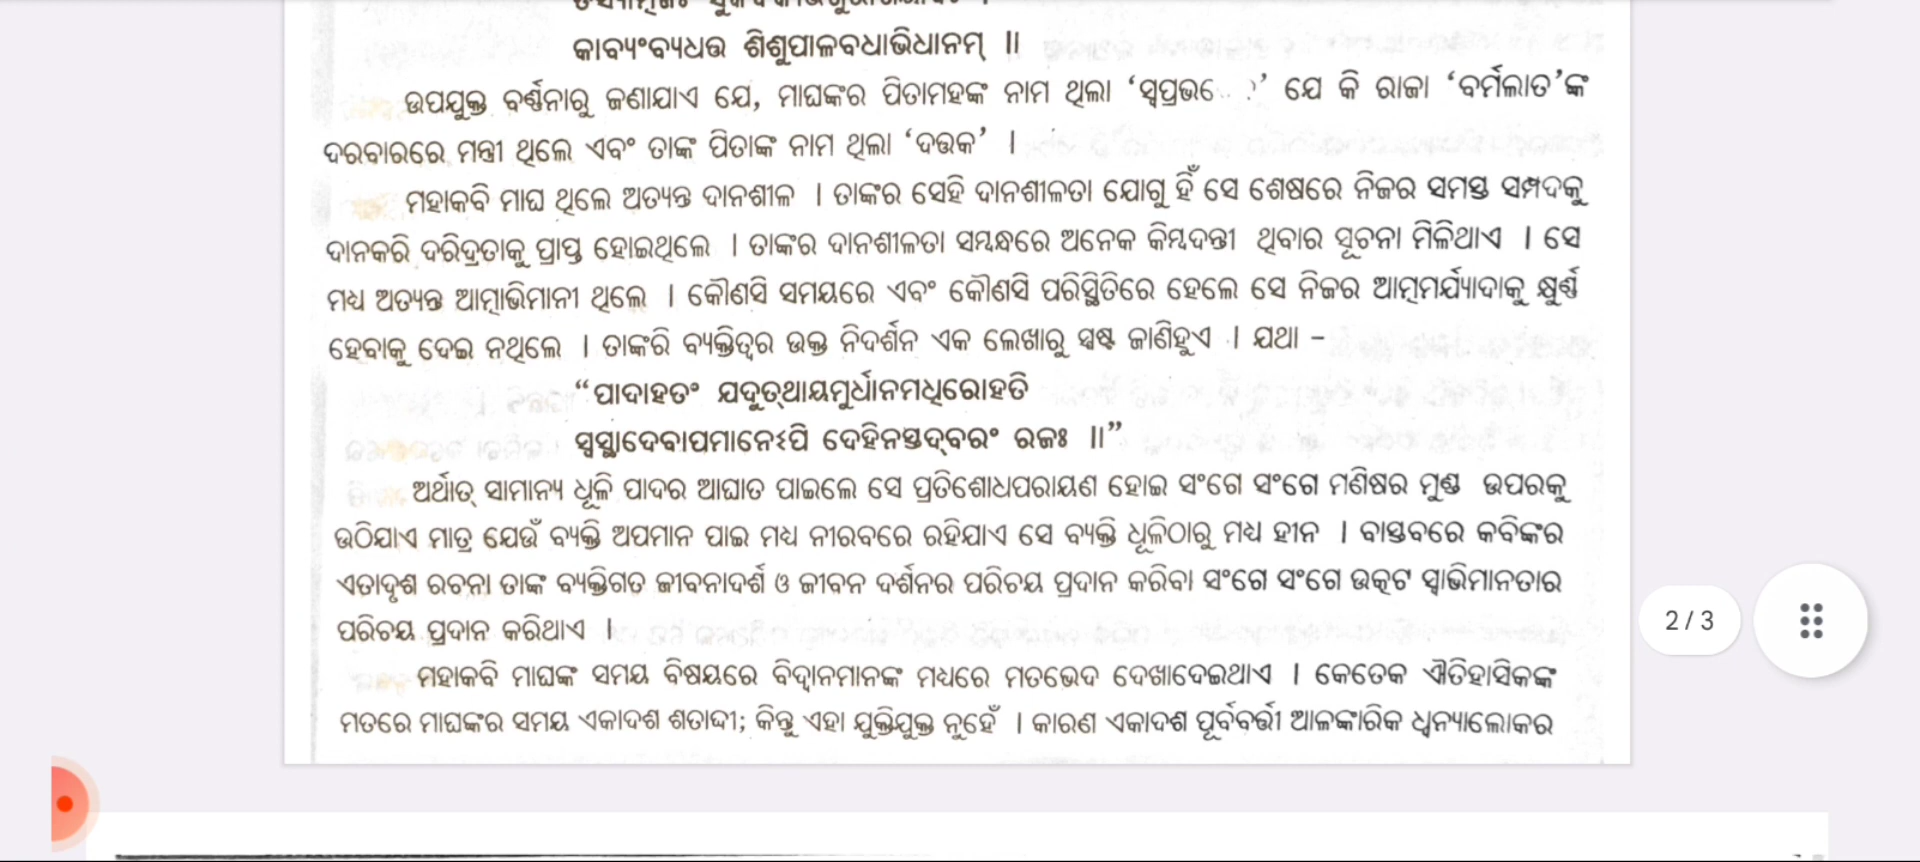 କାବ୍ୟଂବ୍ୟଧତ୍ତ ଶିଶୁପାଳବଧାଭିଧାନମ୍ ॥
ଉପଯୁକ୍ତ ବର୍ଣ୍ଣନାରୁ ଜଣାଯାଏ ଯେ, ମାଘଙ୍କର ପିତାମହଙ୍କ ନାମ ଥିଲା ଯେ କି ରାଜା ‘ବର୍ମଲାତ’ଙ୍କ
ଦରବାରରେ ମନ୍ତ୍ରୀ ଥିଲେ ଏବଂ ତାଙ୍କ ପିତାଙ୍କ ନାମ ଥିଲା ‘ଦତ୍ତକ’ ।
ମହାକବି ମାଘ ଥିଲେ ଅତ୍ୟନ୍ତ ଦାନଶୀଳ । ତାଙ୍କର ସେହି ଦାନଶୀଳତା ଯୋଗୁ ହିଁ ସେ ଶେଷରେ ନିଜର ସମସ୍ତ ସମ୍ପଦକୁ
ଦାନକରି ଦରିଦ୍ରତାକୁ ପ୍ରାପ୍ତ ହୋଇଥିଲେ । ତାଙ୍କର ଦାନଶୀଳତା ସମ୍ବନ୍ଧରେ ଅନେକ କିମ୍ବଦନ୍ତୀ ଥିବାର ସୂଚନା ମିଳିଥାଏ । ସେ
ମଧ୍ୟ ଅତ୍ୟନ୍ତ ଆତ୍ମାଭିମାନୀ ଥିଲେ । କୌଣସି ସମୟରେ ଏବଂ କୌଣସି ପରିସ୍ଥିତିରେ ହେଲେ ସେ ନିଜର ଆତ୍ମମର୍ଯ୍ୟାଦାକୁ କ୍ଷୁର୍ଣ୍ଣ
ହେବାକୁ ଦେଇ ନଥିଲେ । ତାଙ୍କରି ବ୍ୟକ୍ତିତ୍ୱର ଉକ୍ତ ନିଦର୍ଶନ ଏକ ଲେଖାରୁ ସ୍ପଷ୍ଟ ଜାଣିହୁଏ । ଯଥା –
“ପାଦାହତଂ ଯଦୁତ୍‌ଥାୟମୁର୍ଧାନମଧିରୋହତି
ସ୍ୱସ୍ଥାଦେବାପମାନେଽପି ଦେହିନସ୍ତଦ୍‌ବରଂ ରଜଃ ॥”
ଅର୍ଥାତ୍ ସାମାନ୍ୟ ଧୂଳି ପାଦର ଆଘାତ ପାଇଲେ ସେ ପ୍ରତିଶୋଧପରାୟଣ ହୋଇ ସଂଗେ ସଂଗେ ମଣିଷର ମୁଣ୍ଡ ଉପରକୁ
ଉଠିଯାଏ ମାତ୍ର ଯେଉଁ ବ୍ୟକ୍ତି ଅପମାନ ପାଇ ମଧ୍ୟ ନୀରବରେ ରହିଯାଏ ସେ ବ୍ୟକ୍ତି ଧୂଳିଠାରୁ ମଧ୍ୟ ହୀନ । ବାସ୍ତବରେ କବିଙ୍କର
ଏତାଦୃଶ ରଚନା ତାଙ୍କ ବ୍ୟକ୍ତିଗତ ଜୀବନାଦର୍ଶ ଓ ଜୀବନ ଦର୍ଶନର ପରିଚୟ ପ୍ରଦାନ କରିବା ସଂଗେ ସଂଗେ ଉତ୍କଟ ସ୍ୱାଭିମାନତାର
ପରିଚୟ ପ୍ରଦାନ କରିଥାଏ ।
ମହାକବି ମାଘଙ୍କ ସମୟ ବିଷୟରେ ବିଦ୍ୱାନମାନଙ୍କ ମଧ୍ୟରେ ମତଭେଦ ଦେଖାଦେଇଥାଏ । କେତେକ ଐତିହାସିକଙ୍କ
ମତରେ ମାଘଙ୍କର ସମୟ ଏକାଦଶ ଶତାବ୍ଦୀ; କିନ୍ତୁ ଏହା ଯୁକ୍ତିଯୁକ୍ତ ନୁହେଁ । କାରଣ ଏକାଦଶ ପୂର୍ବବର୍ତ୍ତୀ ଆଳଙ୍କାରିକ ଧ୍ୱନ୍ୟାଲୋକର
2 / 3